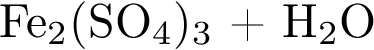 Fe₂(SO₄)₃ + H₂O